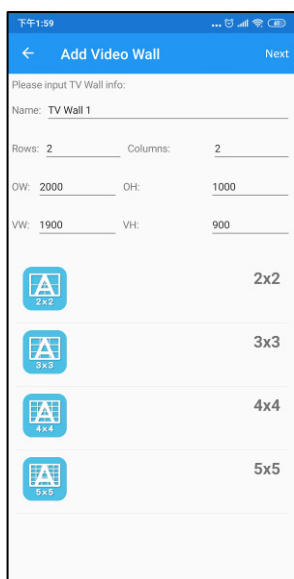 下午1:59
... 49
Add Video Wall
Next
Please input TV Wall info:
Name: TV Wall 1
Rows: 2 Columns: 2
OW: 2000 OH: 1000
VW: 1900 VH: 900
A 2x2 2x2
A 3x3 3x3
A 4x4 4x4
A 5x5 5x5